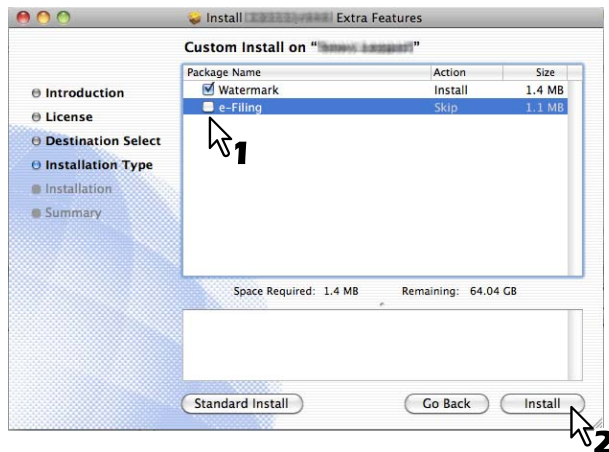 Install Extra Features
Custom Install on " "
Package Name Action Size
Watermark Install 1.4 MB
e-Filing Skip 1.1 MB
1
Introduction
License
Destination Select
Installation Type
Installation
Summary
Space Required: 1.4 MB Remaining: 64.04 GB
Standard Install Go Back Install
2